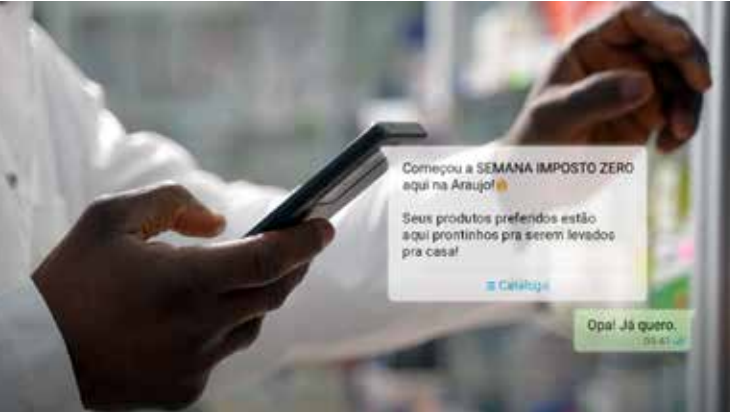 Começou a SEMANA IMPOSTO ZERO
aqui na Araujo!🔥
Seus produtos preferidos estão
aqui prontinhos pra serem levados
pra casa!
Catálogo
Opa! Já quero.